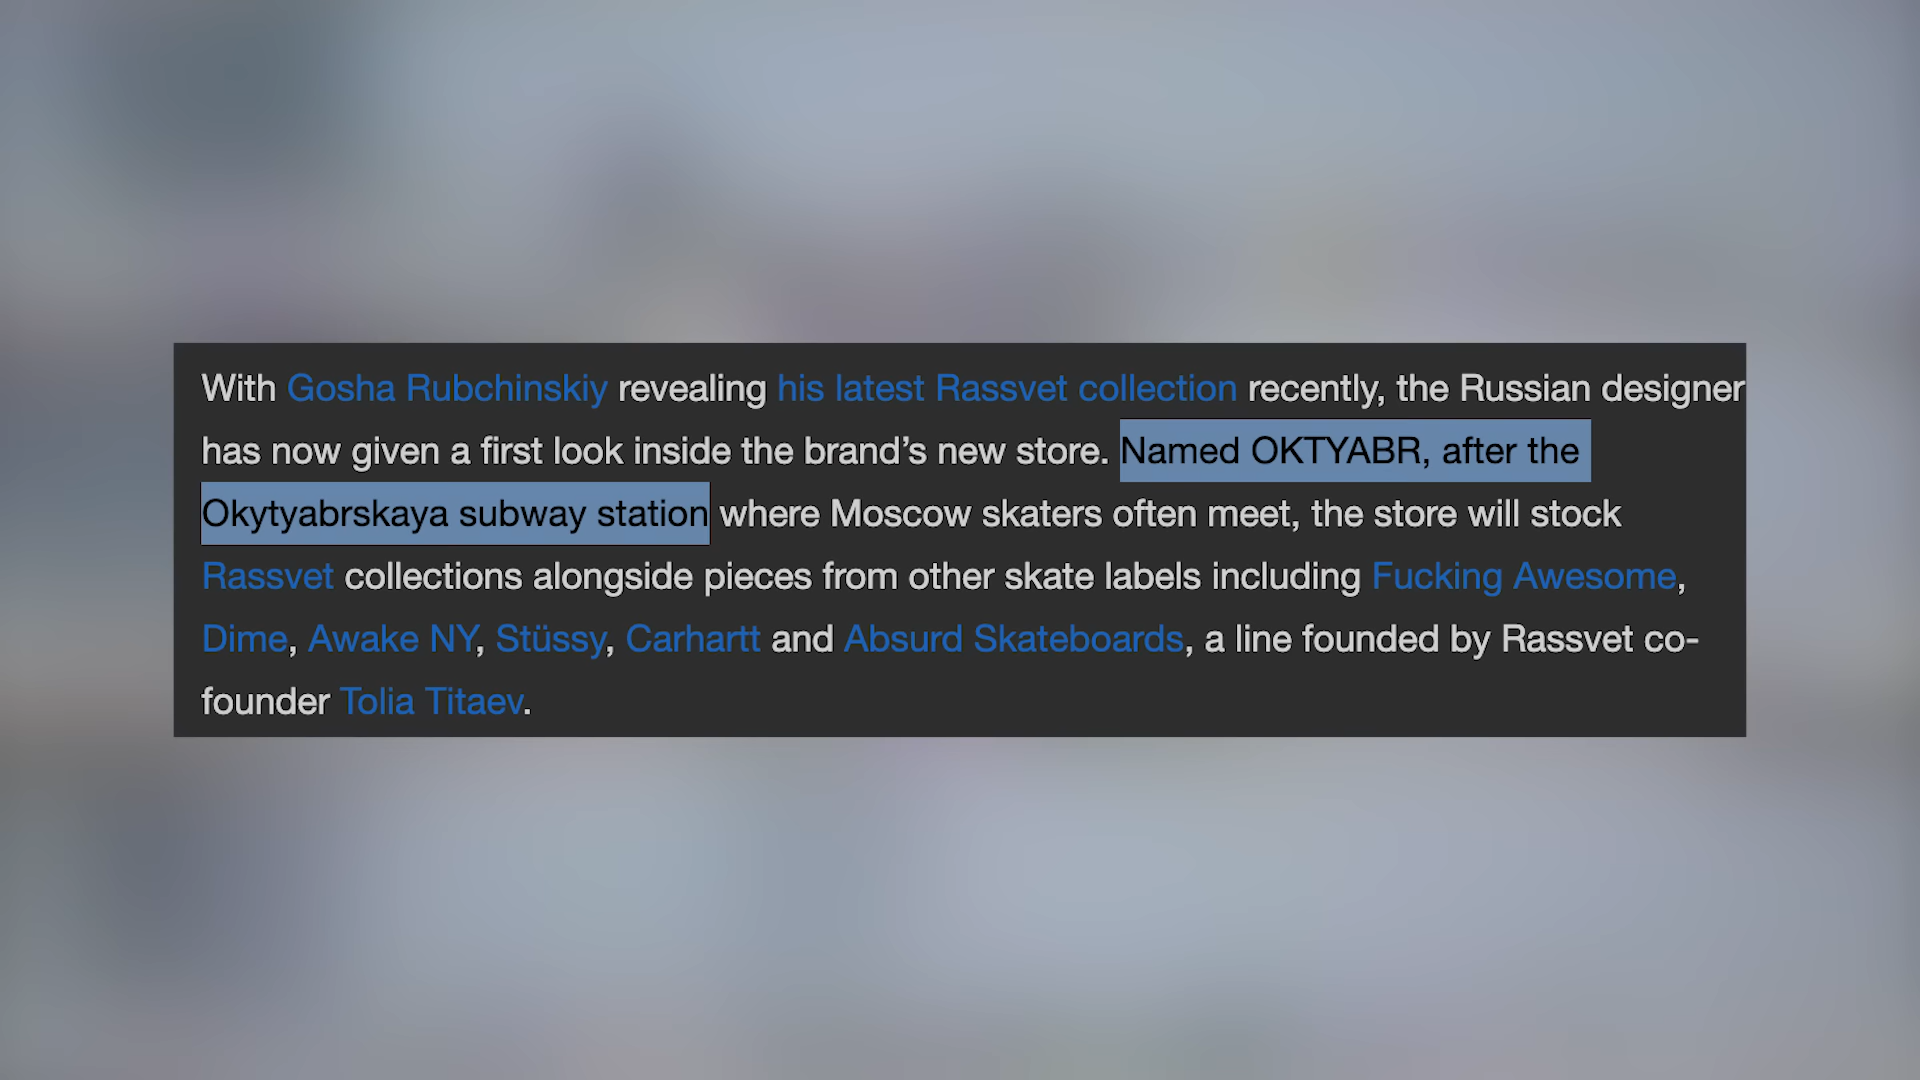 With Gosha Rubchinskiy revealing his latest Rassvet collection recently, the Russian designer
has now given a first look inside the brand’s new store. Named OKTYABR, after the
Okytyabrskaya subway station where Moscow skaters often meet, the store will stock
Rassvet collections alongside pieces from other skate labels including Fucking Awesome,
Dime, Awake NY, Stüssy, Carhartt and Absurd Skateboards, a line founded by Rassvet co-
founder Tolia Titaev.